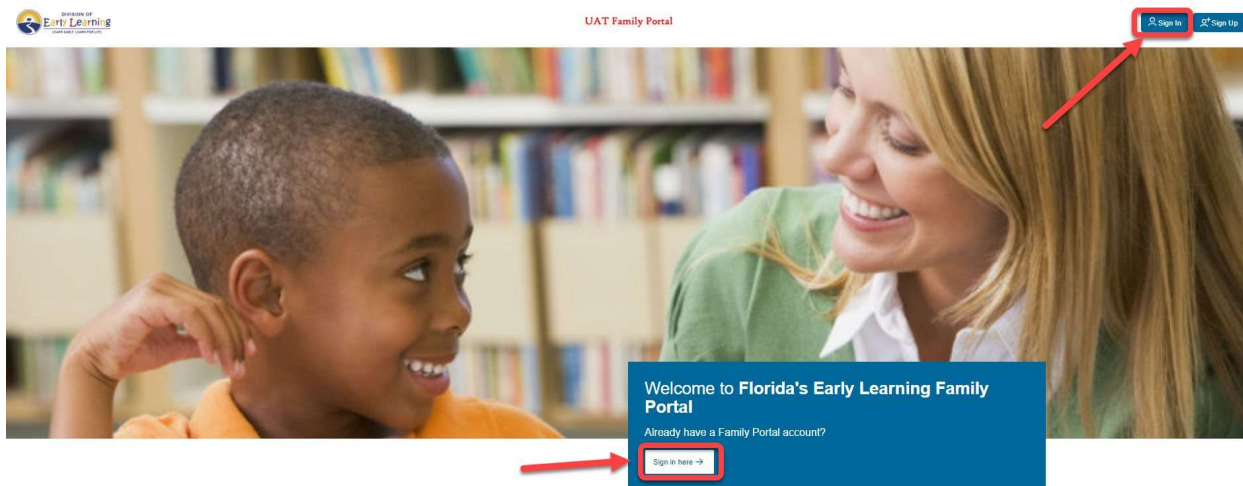 DIVISION OF
Early Learning
LEARN EARLY. LEARN FOR LIFE.
UAT Family Portal
Sign In
Sign Up
Welcome to Florida's Early Learning Family
Portal
Already have a Family Portal account?
Sign in here →